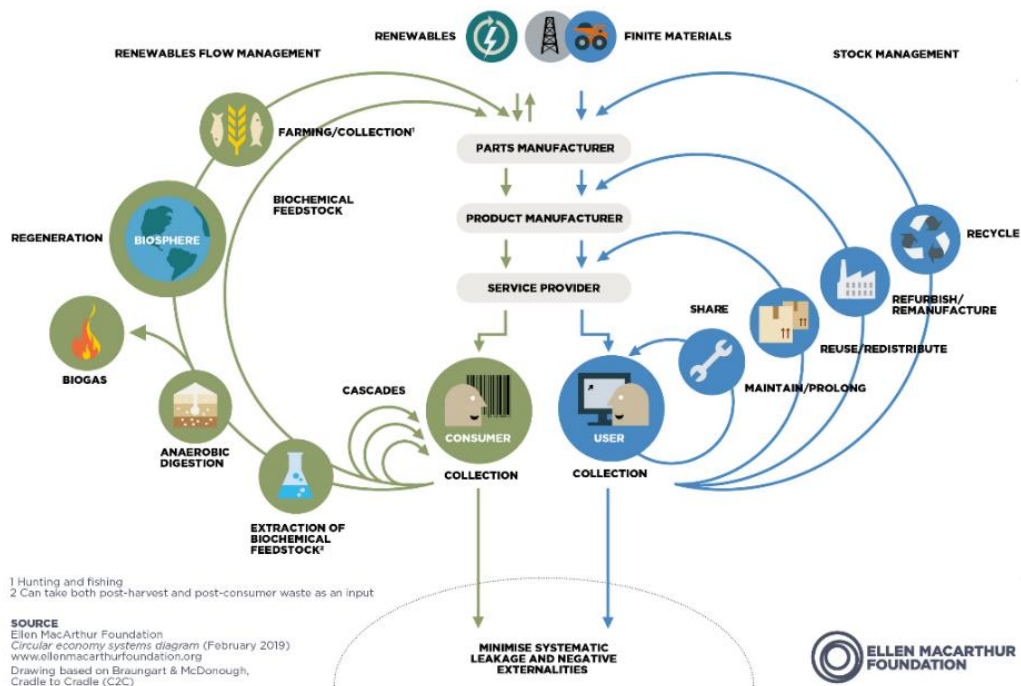 RENEWABLES
FINITE MATERIALS
RENEWABLES FLOW MANAGEMENT
STOCK MANAGEMENT
FARMING/COLLECTION¹
PARTS MANUFACTURER
BIOCHEMICAL
FEEDSTOCK
PRODUCT MANUFACTURER
REGENERATION
BIOSPHERE
RECYCLE
SERVICE PROVIDER
SHARE
REFURBISH/
REMANUFACTURE
REUSE/REDISTRIBUTE
BIOGAS
MAINTAIN/PROLONG
CASCADES
CONSUMER
USER
ANAEROBIC
DIGESTION
COLLECTION
COLLECTION
EXTRACTION OF
BIOCHEMICAL
FEEDSTOCK²
1 Hunting and fishing
2 Can take both post-harvest and post-consumer waste as an input
SOURCE
Ellen MacArthur Foundation
Circular economy systems diagram (February 2019)
www.ellenmacarthurfoundation.org
Drawing based on Braungart & McDonough,
Cradle to Cradle (C2C)
MINIMISE SYSTEMATIC
LEAKAGE AND NEGATIVE
EXTERNALITIES
ELLEN MACARTHUR
FOUNDATION